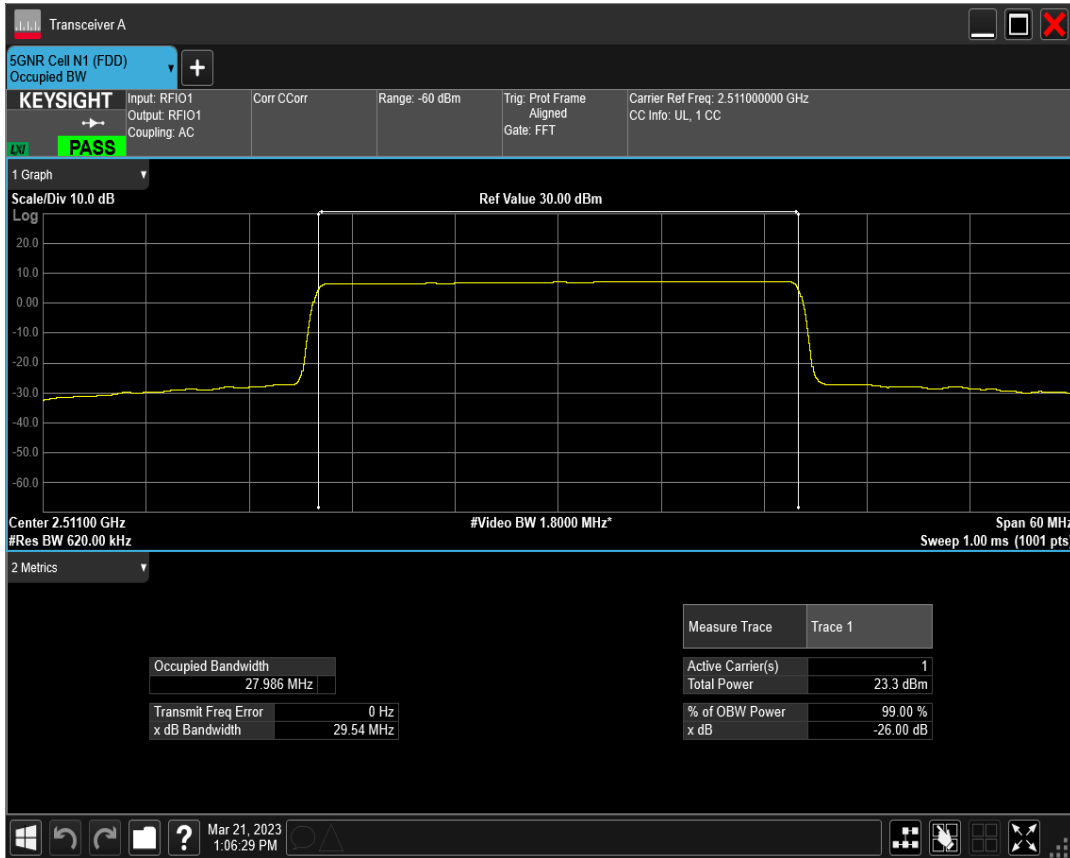 Transceiver A
5GNR Cell N1 (FDD)
Occupied BW
+
KEYSIGHT
LXI
PASS
Input: RFIO1
Output: RFIO1
Coupling: AC
Corr CCorr
Range: -60 dBm
Trig: Prot Frame
Aligned
Gate: FFT
Carrier Ref Freq: 2.511000000 GHz
CC Info: UL, 1 CC
1 Graph
Scale/Div 10.0 dB
Ref Value 30.00 dBm
Log
20.0
10.0
0.00
-10.0
-20.0
-30.0
-40.0
-50.0
-60.0
Center 2.51100 GHz
#Video BW 1.8000 MHz*
Span 60 MHz
#Res BW 620.00 kHz
Sweep 1.00 ms (1001 pts)
2 Metrics
Measure Trace Trace 1
Occupied Bandwidth
27.986 MHz
Active Carrier(s) 1
Total Power 23.3 dBm
Transmit Freq Error 0 Hz
x dB Bandwidth 29.54 MHz
% of OBW Power 99.00 %
x dB -26.00 dB
?
Mar 21, 2023
1:06:29 PM